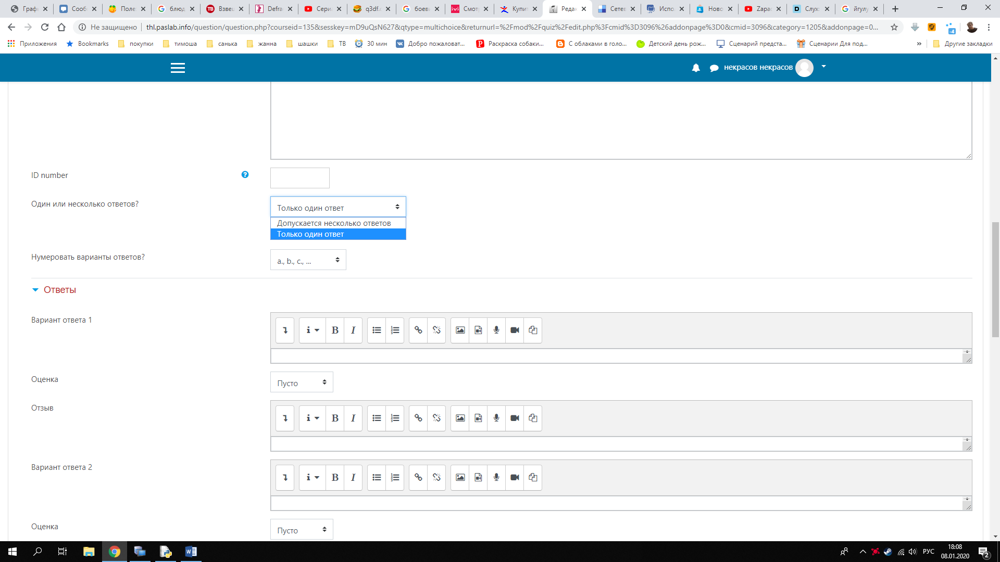 Граф Сооб Поле блюд Взвец Defra Сери q3df. боев Смот Купит Редак Сетев Испо Ново Zapa Слух йгулу
Не защищено thl.paslab.info/question/question.php?courseid=135&sesskey=mD9uQsN627&qtype=multichoice&returnurl=%2Fmod%2Fquiz%2Fedit.php%3Fcmid%3D3096%26addonpage%3D0&cmid=3096&category=1205&addonpage=0...
Приложения Bookmarks покупки тимоша санька жанна шашки ТВ 30 мин Добро пожаловат... Раскраска собаки... С облаками в голо... Детский день рож... Сценарий предста... Сценарии Для под... » Другие закладки
некрасов некрасов
ID number
Один или несколько ответов?
Только один ответ
Допускается несколько ответов
Только один ответ
Нумеровать варианты ответов?
a., b., c., ...
Ответы
Вариант ответа 1
Оценка
Пусто
Отзыв
Вариант ответа 2
Оценка
Пусто
РУС
18:08
08.01.2020
2